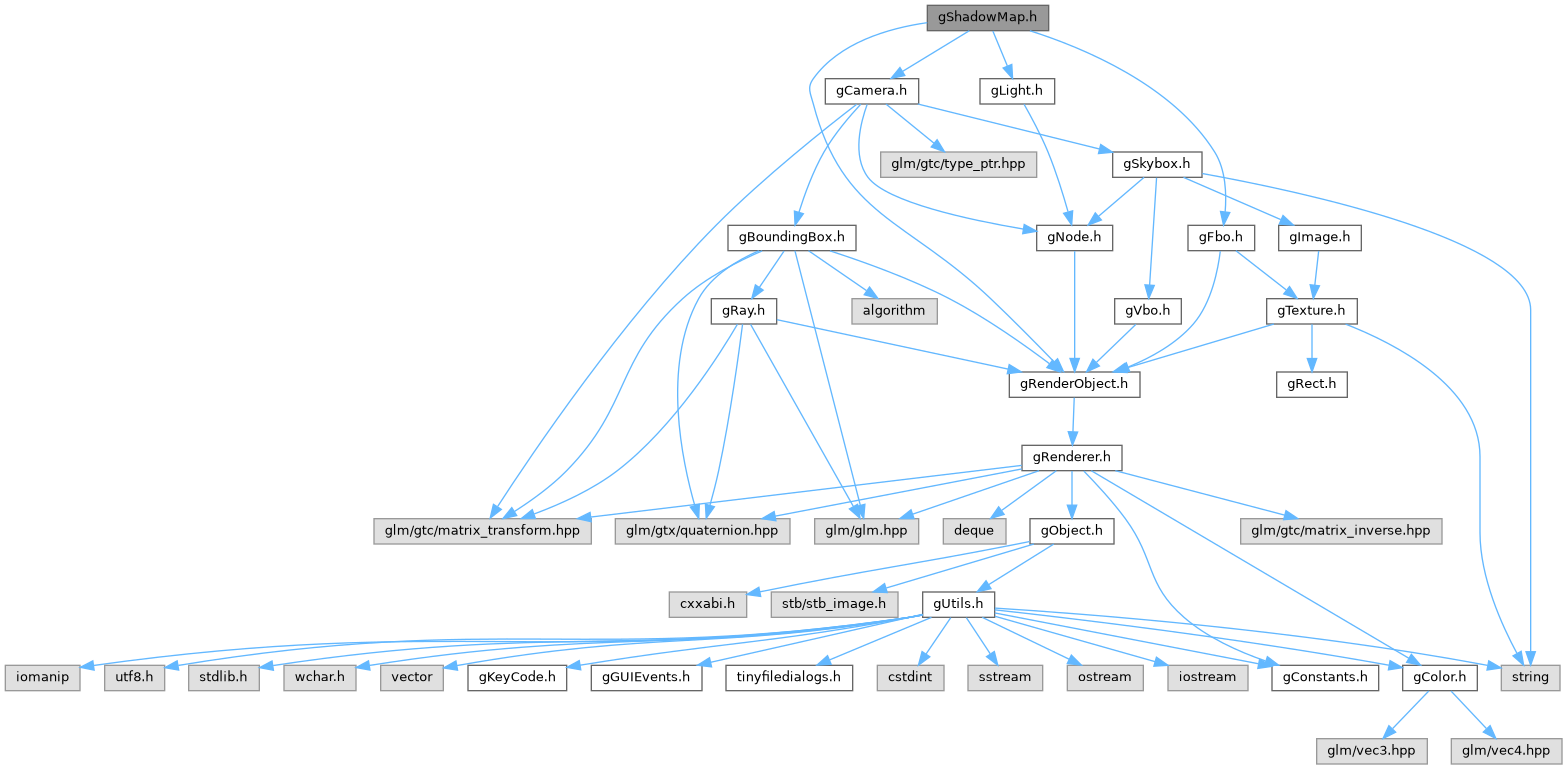 gShadowMap.h
gCamera.h
gLight.h
glm/gtc/type_ptr.hpp
gSkybox.h
gBoundingBox.h
gNode.h
gFbo.h
gImage.h
gRay.h
algorithm
gVbo.h
gTexture.h
gRenderObject.h
gRect.h
gRenderer.h
glm/gtc/matrix_transform.hpp
glm/gtx/quaternion.hpp
glm/glm.hpp
deque
gObject.h
glm/gtc/matrix_inverse.hpp
cxxabi.h
stb/stb_image.h
gUtils.h
iomanip
utf8.h
stdlib.h
wchar.h
vector
gKeyCode.h
gGUIEvents.h
tinyfiledialogs.h
cstdint
sstream
ostream
iostream
gConstants.h
gColor.h
string
glm/vec3.hpp
glm/vec4.hpp